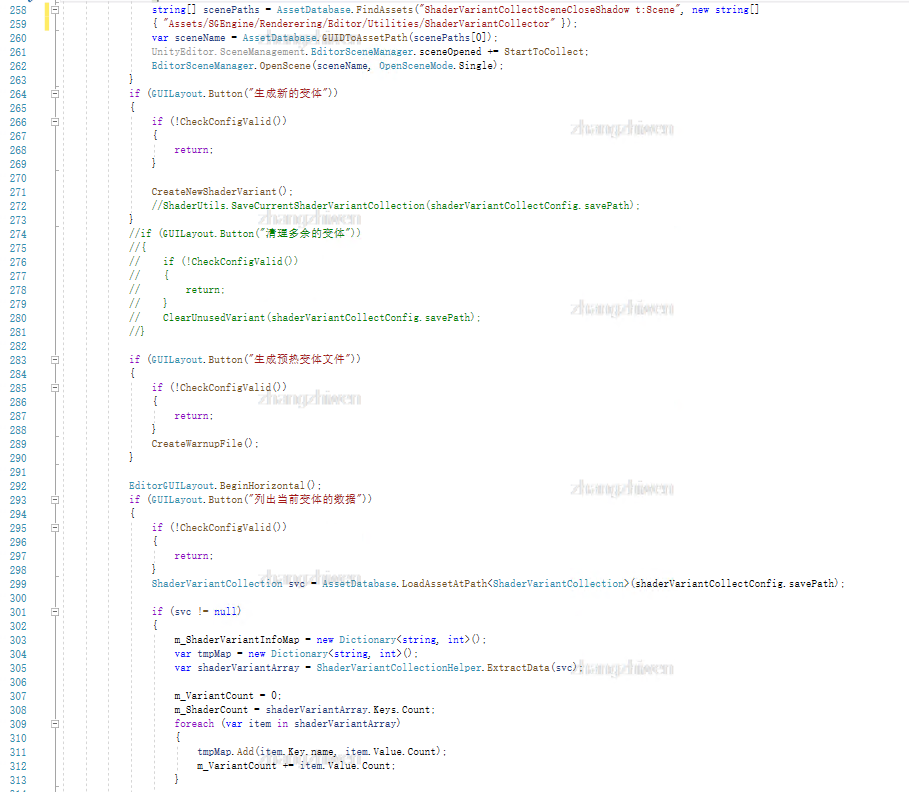 258 string[] scenePaths = AssetDatabase.FindAssets("ShaderVariantCollectSceneCloseShadow t:Scene", new string[]
259 { "Assets/SGEngine/Renderering/Editor/Utilities/ShaderVariantCollector" });
260 var sceneName = AssetDatabase.GUIDToAssetPath(scenePaths[0]);
261 UnityEditor.SceneManagement.EditorSceneManager.sceneOpened += StartToCollect;
262 EditorSceneManager.OpenScene(sceneName, OpenSceneMode.Single);
263 }
264 if (GUILayout.Button("生成新的变体"))
265 {
266 if (!CheckConfigValid())
267 {
268 return;
269 }
270
271 CreateNewShaderVariant();
272 //ShaderUtils.SaveCurrentShaderVariantCollection(shaderVariantCollectConfig.savePath);
273 }
274 //if (GUILayout.Button("清理多余的变体"))
275 //{
276 // if (!CheckConfigValid())
277 // {
278 // return;
279 // }
280 // ClearUnusedVariant(shaderVariantCollectConfig.savePath);
281 //}
282
283 if (GUILayout.Button("生成预热变体文件"))
284 {
285 if (!CheckConfigValid())
286 {
287 return;
288 }
289 CreateWarnupFile();
290 }
291
292 EditorGUILayout.BeginHorizontal();
293 if (GUILayout.Button("列出当前变体的数据"))
294 {
295 if (!CheckConfigValid())
296 {
297 return;
298 }
299 ShaderVariantCollection svc = AssetDatabase.LoadAssetAtPath<ShaderVariantCollection>(shaderVariantCollectConfig.savePath);
300
301 if (svc != null)
302 {
303 m_ShaderVariantInfoMap = new Dictionary<string, int>();
304 var tmpMap = new Dictionary<string, int>();
305 var shaderVariantArray = ShaderVariantCollectionHelper.ExtractData(svc);
306
307 m_VariantCount = 0;
308 m_ShaderCount = shaderVariantArray.Keys.Count;
309 foreach (var item in shaderVariantArray)
310 {
311 tmpMap.Add(item.Key.name, item.Value.Count);
312 m_VariantCount += item.Value.Count;
313 }
zhangzhiwen
zhangzhiwen
zhangzhiwen
zhangzhiwen
zhangzhiwen
zhangzhiwen
zhangzhiwen
zhangzhiwen